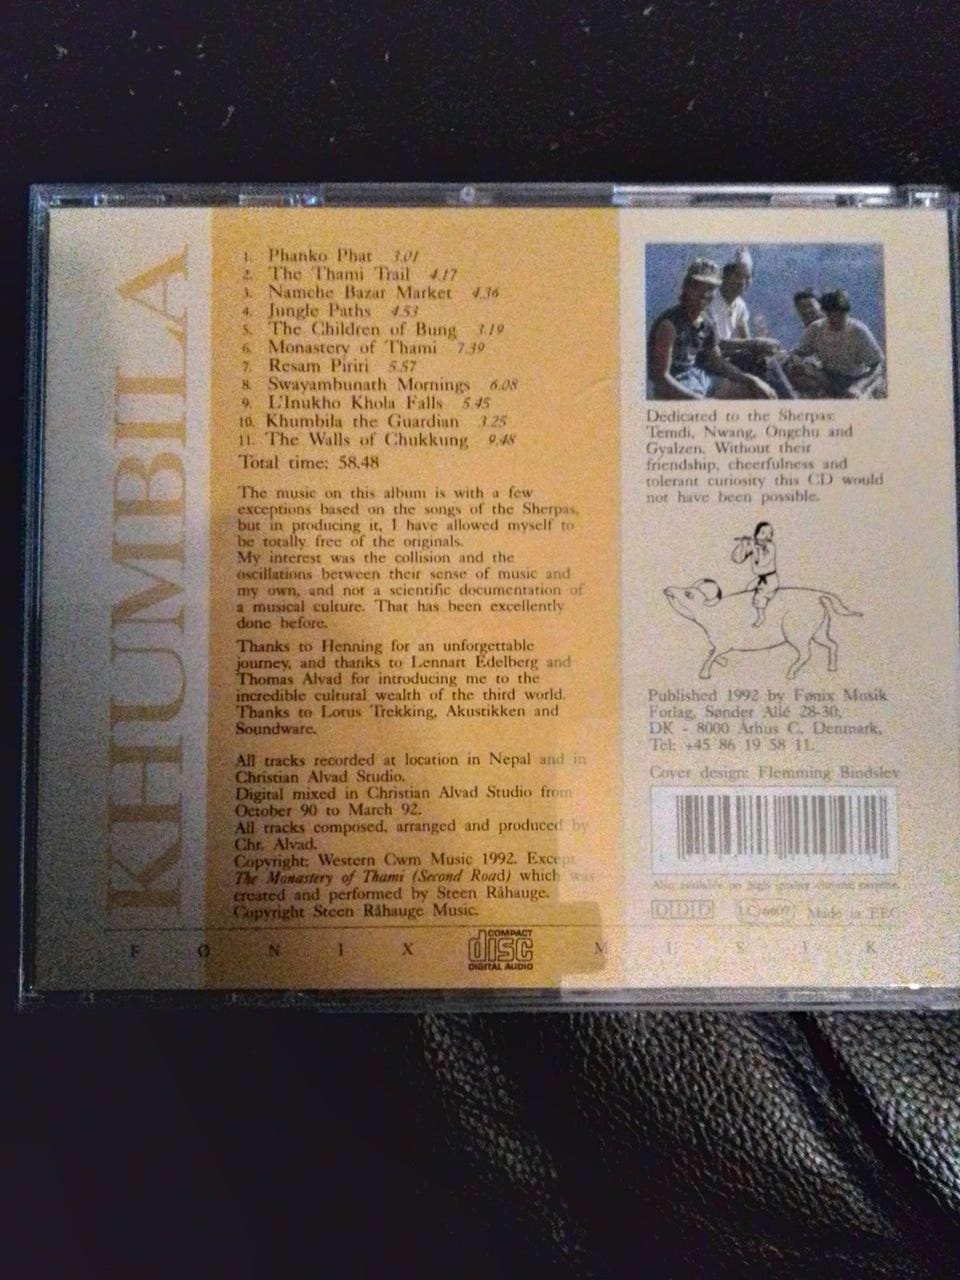 KHUMBILA
1. Phanko Phat 3.01
2. The Thami Trail 4.17
3. Namche Bazar Market 4.36
4. Jungle Paths 4.53
5. The Children of Bung 3.19
6. Monastery of Thami 7.39
7. Resam Piriri 5.57
8. Swayambunath Mornings 6.08
9. L'Inukho Khola Falls 5.45
10. Khumbila the Guardian 3.25
11. The Walls of Chukkung 9.48
Total time: 58.48
The music on this album is with a few
exceptions based on the songs of the Sherpas,
but in producing it, I have allowed myself to
be totally free of the originals.
My interest was the collision and the
oscillations between their sense of music and
my own, and not a scientific documentation of
a musical culture. That has been excellently
done before.
Thanks to Henning for an unforgettable
journey, and thanks to Lennart Edelberg and
Thomas Alvad for introducing me to the
incredible cultural wealth of the third world.
Thanks to Lotus Trekking, Akustikken and
Soundware.
All tracks recorded at location in Nepal and in
Christian Alvad Studio.
Digital mixed in Christian Alvad Studio from
October 90 to March 92.
All tracks composed, arranged and produced by
Chr. Alvad.
Copyright: Western Cwm Music 1992. Except
The Monastery of Thami (Second Road) which was
created and performed by Steen Råhauge.
Copyright Steen Råhauge Music.
Dedicated to the Sherpas:
Temdi, Nwang, Ongchu and
Gyalzen. Without their
friendship, cheerfulness and
tolerant curiosity this CD would
not have been possible.
Published 1992 by Fønix Musik
Forlag, Sønder Allé 28-30,
DK - 8000 Århus C, Denmark,
Tel: +45 86 19 58 11.
Cover design: Flemming Bindslev
Also available on high quality chrome cassette.
DDD LC 6607 Made in EEC
FØNIX COMPACT disc DIGITAL AUDIO MUSIK